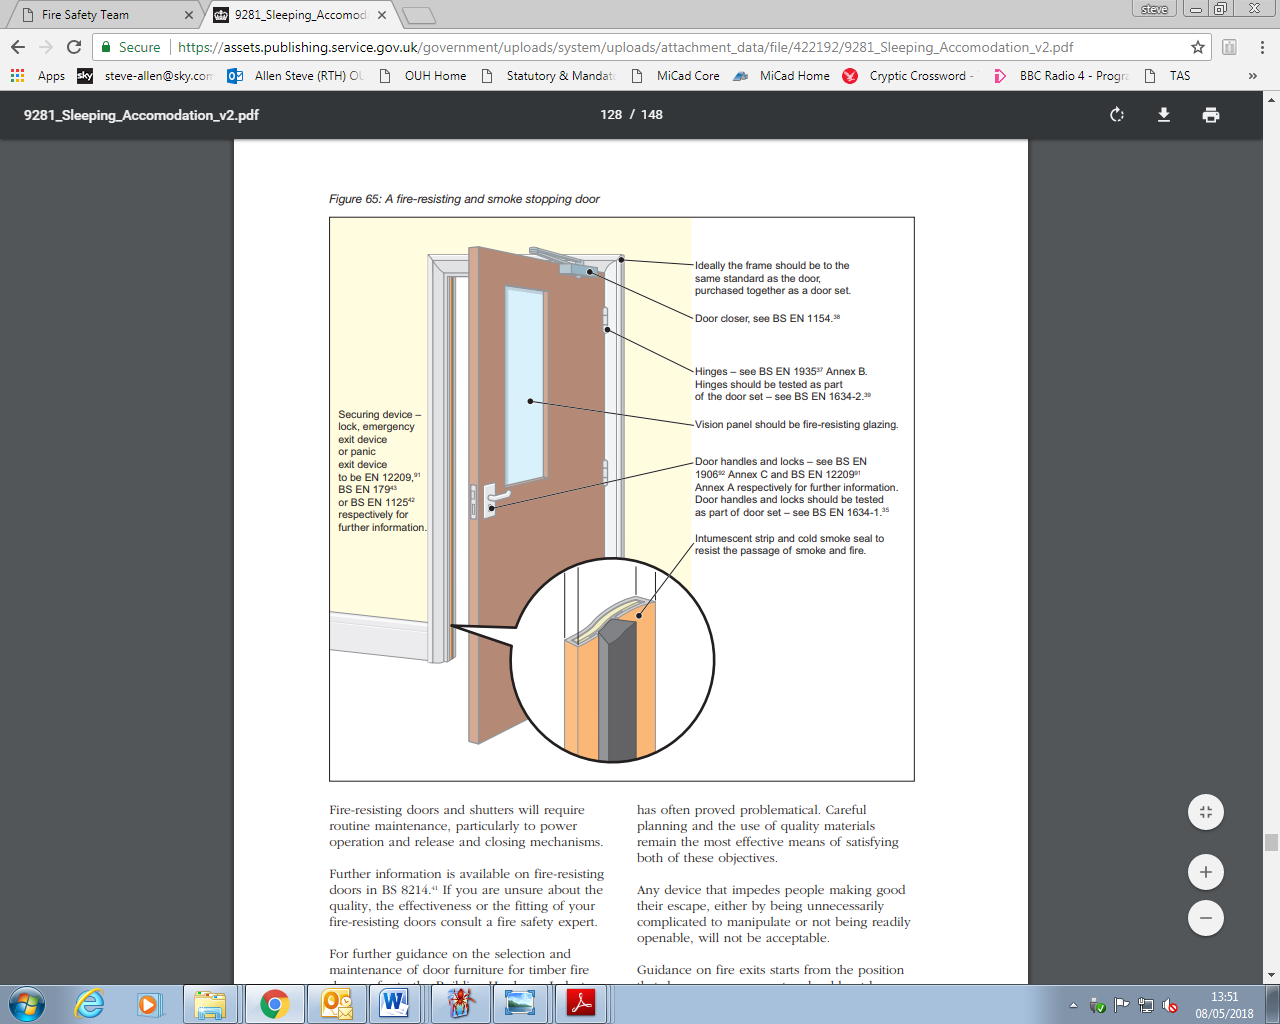 Fire Safety Team
9281_Sleeping_Accomod
steve
Secure
https://assets.publishing.service.gov.uk/government/uploads/system/uploads/attachment_data/file/422192/9281_Sleeping_Accomodation_v2.pdf
Apps
sky
steve-allen@sky.com
Allen Steve (RTH) OU
OUH Home
Statutory & Mandat
MiCad Core
MiCad Home
Cryptic Crossword -
BBC Radio 4 - Progra
TAS
»
9281_Sleeping_Accomodation_v2.pdf
128 / 148
Figure 65: A fire-resisting and smoke stopping door
Ideally the frame should be to the
same standard as the door,
purchased together as a door set.
Door closer, see BS EN 1154.³⁸
Hinges – see BS EN 1935³⁷ Annex B.
Hinges should be tested as part
of the door set – see BS EN 1634-2.³⁹
Vision panel should be fire-resisting glazing.
Securing device –
lock, emergency
exit device
or panic
exit device
to be EN 12209,⁹¹
BS EN 179⁴³
or BS EN 1125⁴²
respectively for
further information.
Door handles and locks – see BS EN
1906⁹² Annex C and BS EN 12209⁹¹
Annex A respectively for further information.
Door handles and locks should be tested
as part of door set – see BS EN 1634-1.³⁵
Intumescent strip and cold smoke seal to
resist the passage of smoke and fire.
Fire-resisting doors and shutters will require
routine maintenance, particularly to power
operation and release and closing mechanisms.
Further information is available on fire-resisting
doors in BS 8214.⁴¹ If you are unsure about the
quality, the effectiveness or the fitting of your
fire-resisting doors consult a fire safety expert.
For further guidance on the selection and
maintenance of door furniture for timber fire
has often proved problematical. Careful
planning and the use of quality materials
remain the most effective means of satisfying
both of these objectives.
Any device that impedes people making good
their escape, either by being unnecessarily
complicated to manipulate or not being readily
openable, will not be acceptable.
Guidance on fire exits starts from the position
13:51
08/05/2018